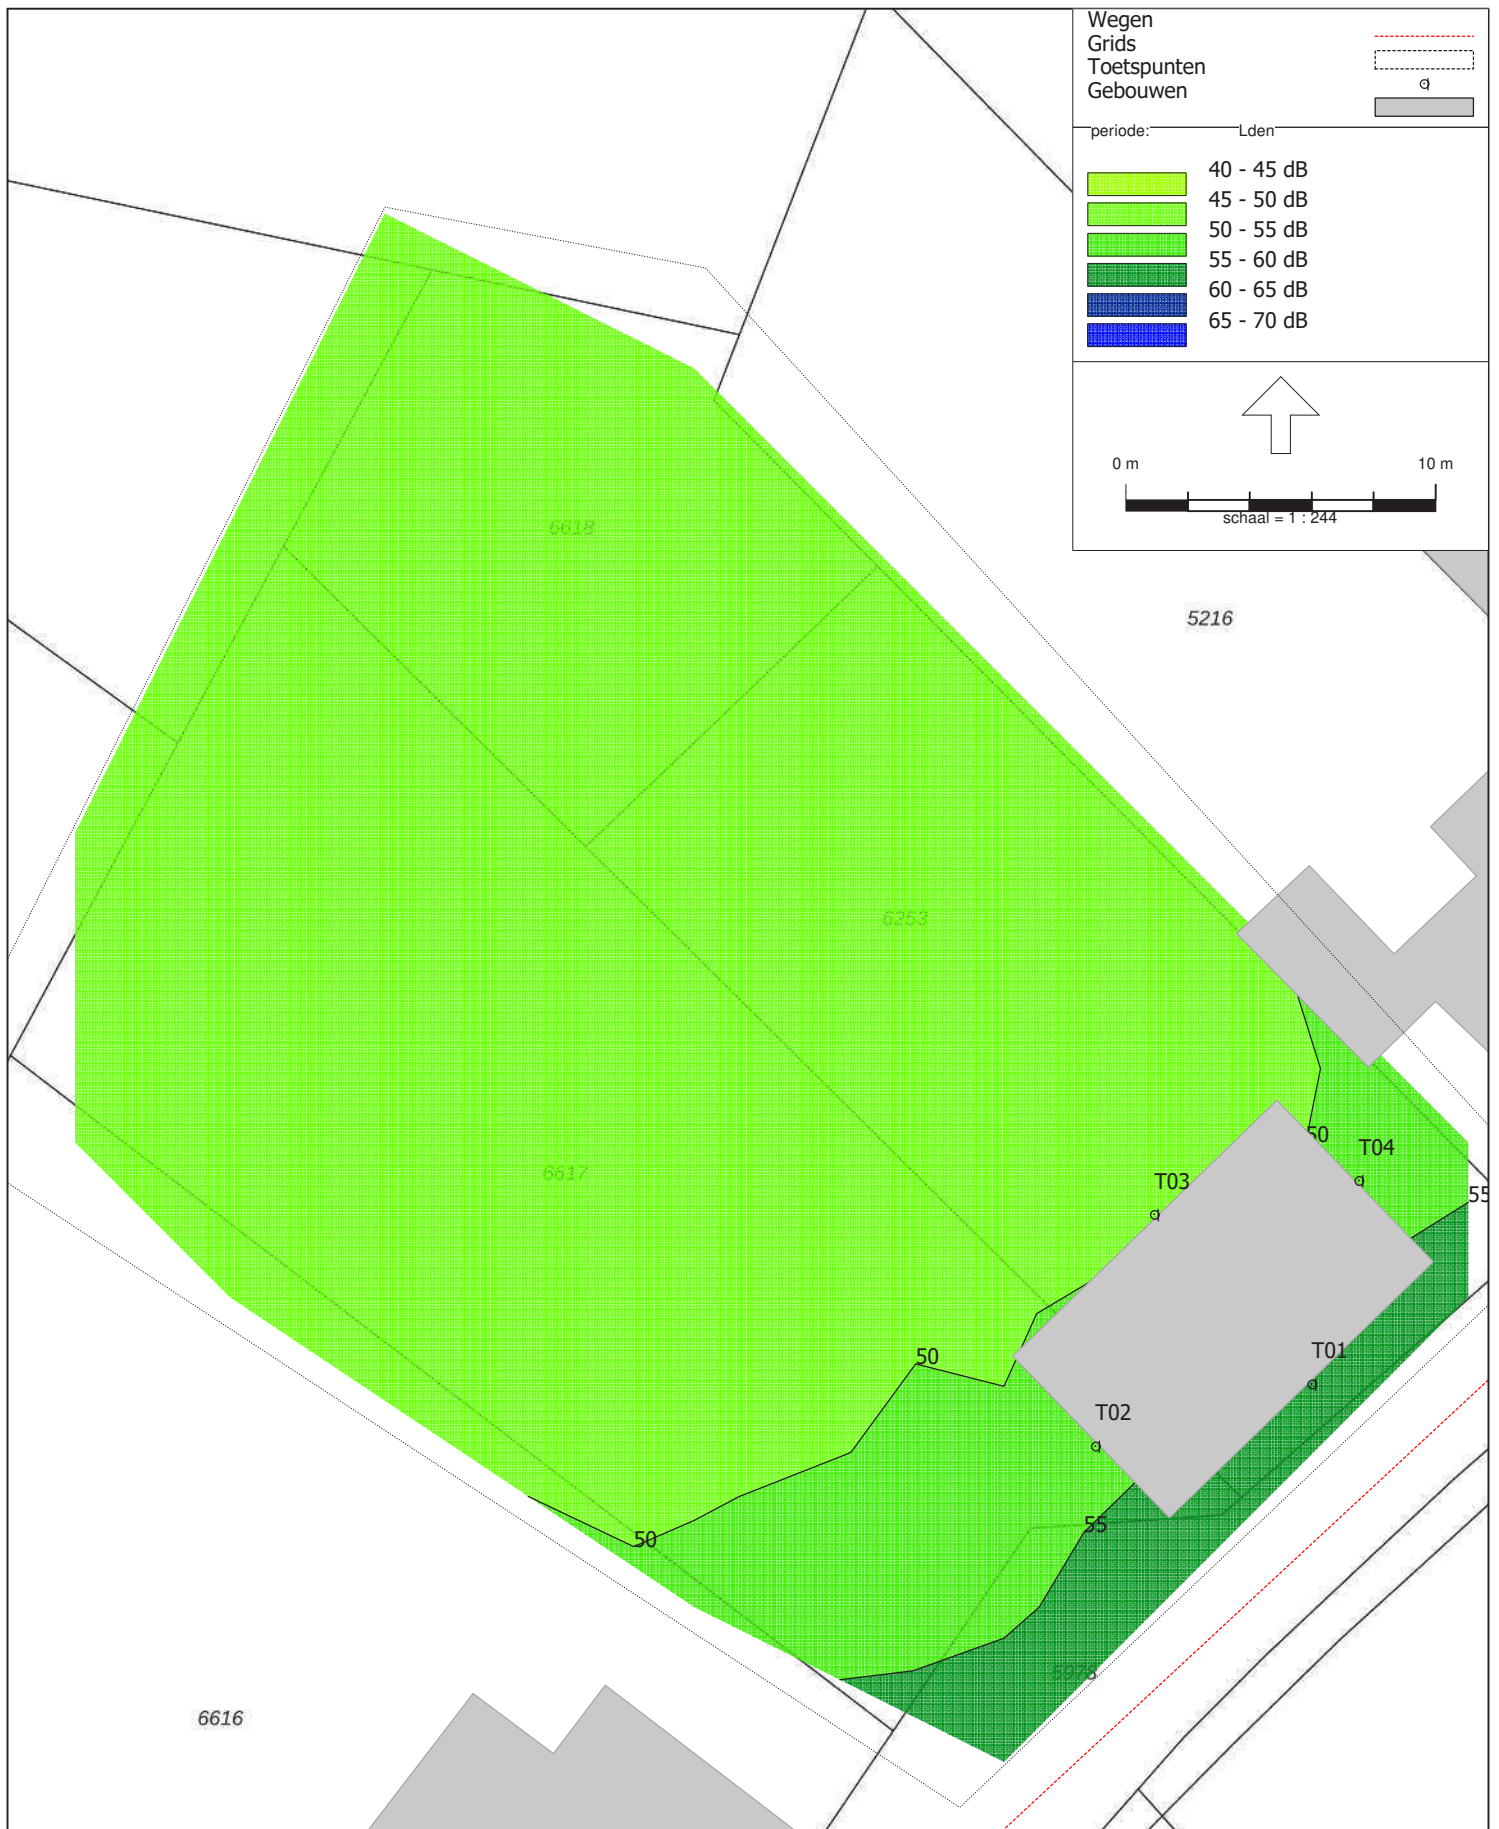 Wegen
Grids
Toetspunten
Gebouwen
periode: Lden
40 - 45 dB
45 - 50 dB
50 - 55 dB
55 - 60 dB
60 - 65 dB
65 - 70 dB
0 m 10 m
schaal = 1 : 244
6618
5216
6253
50
T04
6617
T03
55
T01
50
T02
55
50
6616